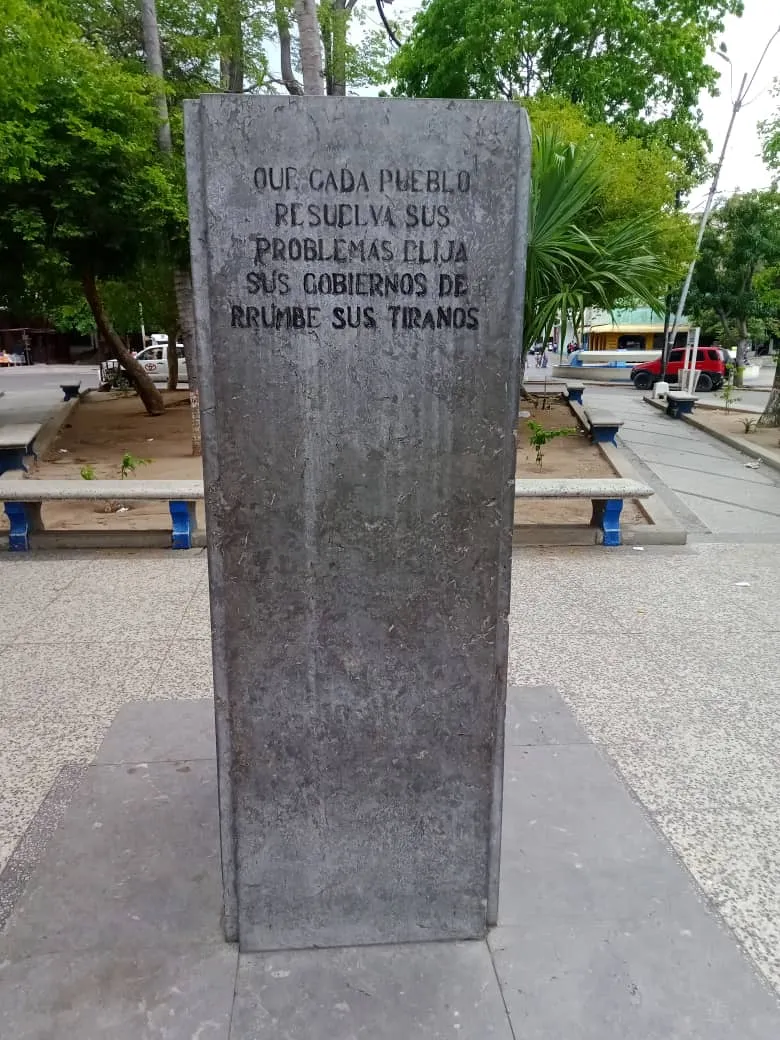 QUE CADA PUEBLO
RESUELVA SUS
PROBLEMAS ELIJA
SUS GOBIERNOS DE
RRUMBE SUS TIRANOS